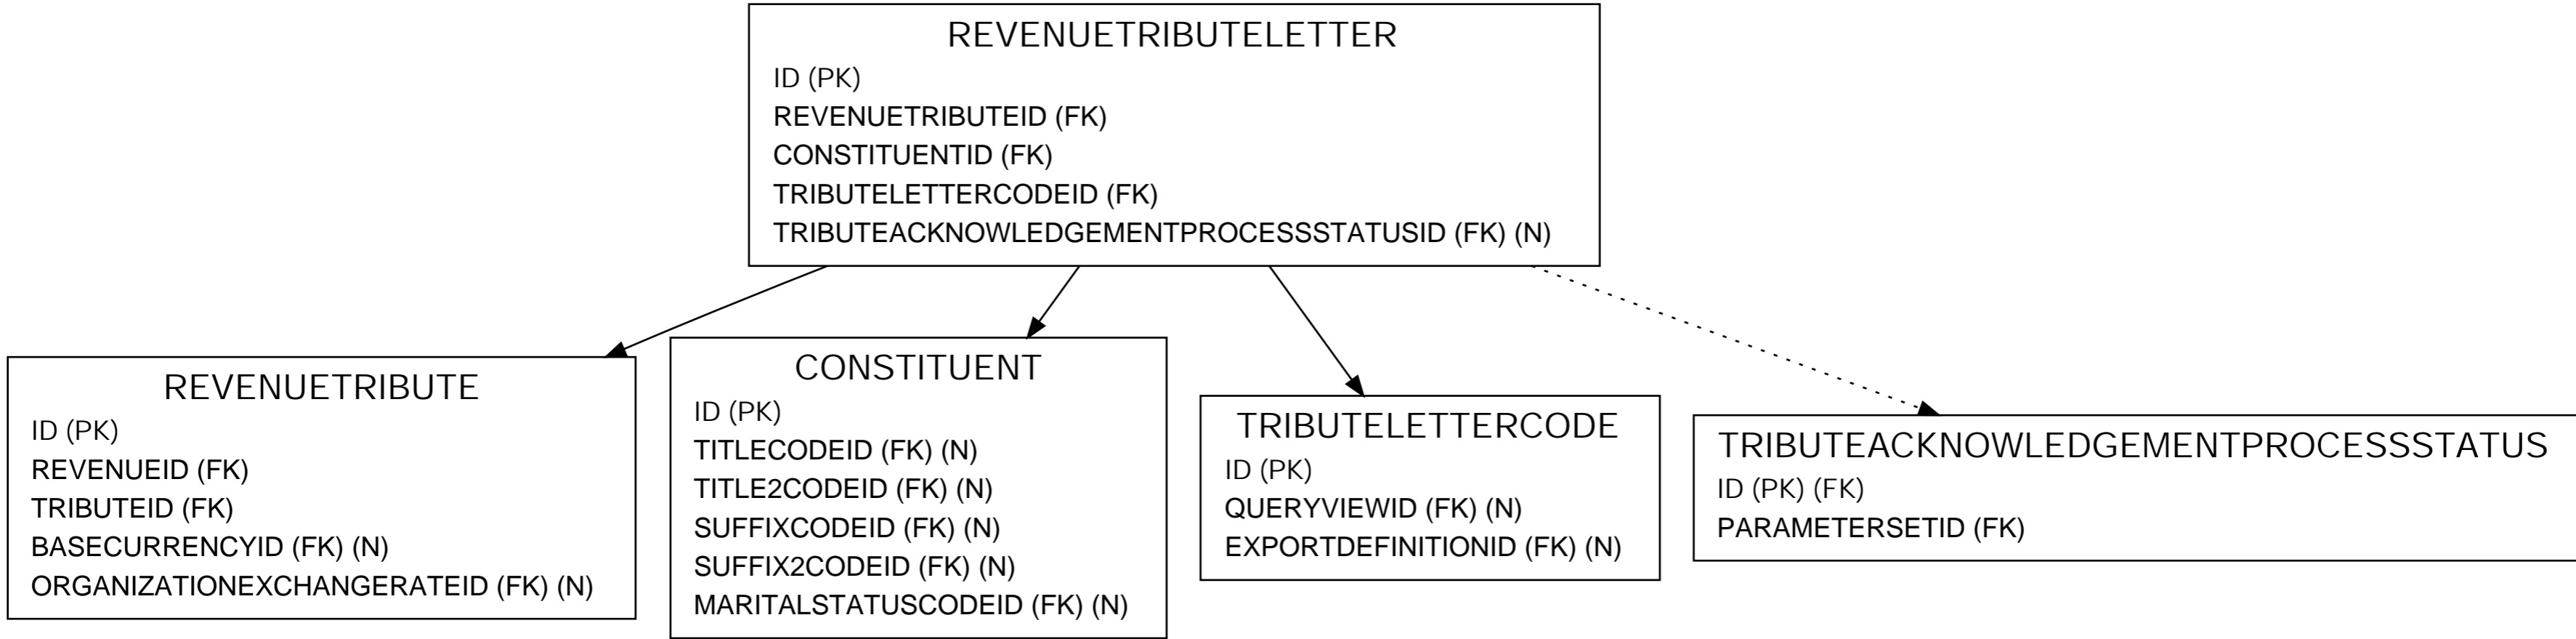 REVENUETRIBUTELETTER
ID (PK)
REVENUETRIBUTEID (FK)
CONSTITUENTID (FK)
TRIBUTELETTERCODEID (FK)
TRIBUTEACKNOWLEDGEMENTPROCESSSTATUSID (FK) (N)
REVENUETRIBUTE
ID (PK)
REVENUEID (FK)
TRIBUTEID (FK)
BASECURRENCYID (FK) (N)
ORGANIZATIONEXCHANGERATEID (FK) (N)
CONSTITUENT
ID (PK)
TITLECODEID (FK) (N)
TITLE2CODEID (FK) (N)
SUFFIXCODEID (FK) (N)
SUFFIX2CODEID (FK) (N)
MARITALSTATUSCODEID (FK) (N)
TRIBUTELETTERCODE
ID (PK)
QUERYVIEWID (FK) (N)
EXPORTDEFINITIONID (FK) (N)
TRIBUTEACKNOWLEDGEMENTPROCESSSTATUS
ID (PK) (FK)
PARAMETERSETID (FK)